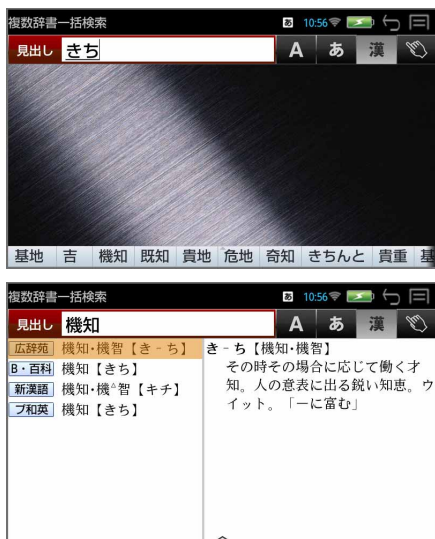 複数辞書一括検索 あ 10:56
見出し きち A あ 漢
基地 吉 機知 既知 貴地 危地 奇知 きちんと 貴重 基
複数辞書一括検索 あ 10:56
見出し 機知 A あ 漢
広辞苑 機知・機智【き‐ち】
B・百科 機知【きち】
新漢語 機知・機△智【キチ】
プ和英 機知【きち】
き‐ち【機知・機智】
その時その場合に応じて働く才
知。人の意表に出る鋭い知恵。ウ
イット。「―に富む」